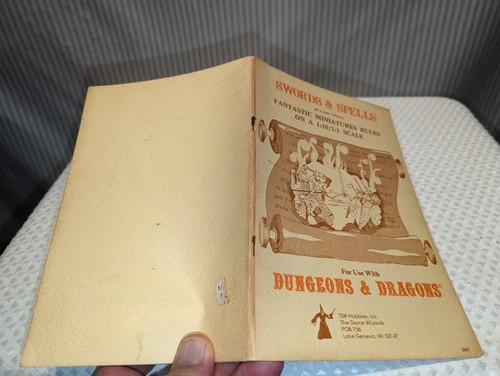 SWORDS & SPELLS
FANTASTIC MINIATURES RULES
ON A 1:10/1:1 SCALE
For Use With
DUNGEONS & DRAGONS®
TSR Hobbies, Inc.
The Game Wizards
POB 756
Lake Geneva, WI 53147